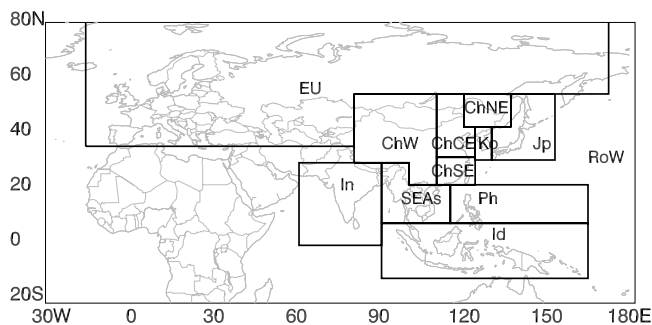 80N
60
EU
ChNE
40
ChW
ChCE
Ko
Jp
RoW
ChSE
20
In
SEAs
Ph
0
Id
20S
30W 0 30 60 90 120 150 180E